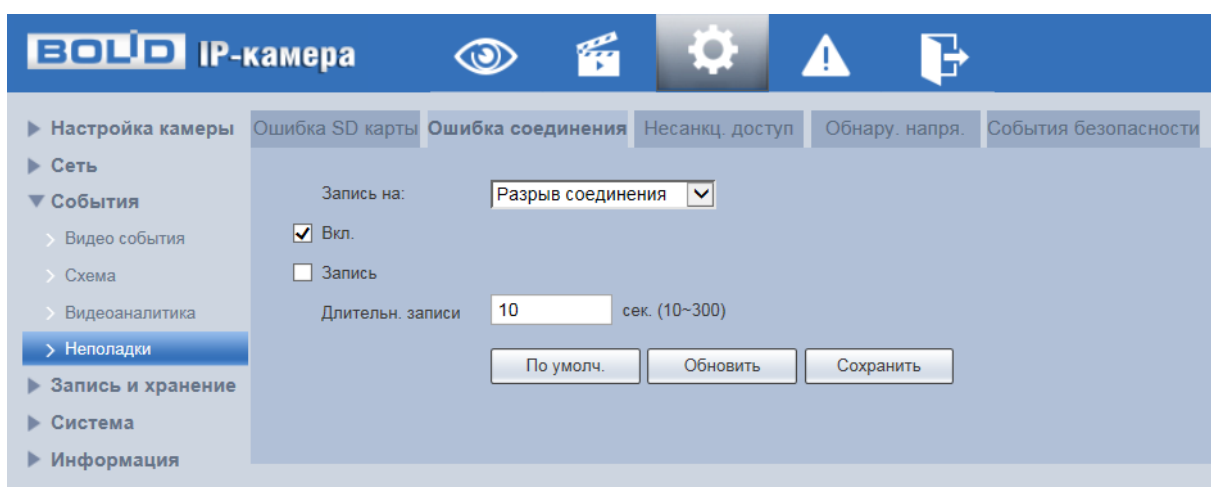 BOLID IP-камера
Настройка камеры
Сеть
События
Видео события
Схема
Видеоаналитика
Неполадки
Запись и хранение
Система
Информация
Ошибка SD карты Ошибка соединения Несанкц. доступ Обнару. напря. События безопасности
Запись на: Разрыв соединения
Вкл.
Запись
Длительн. записи 10 сек. (10~300)
По умолч. Обновить Сохранить